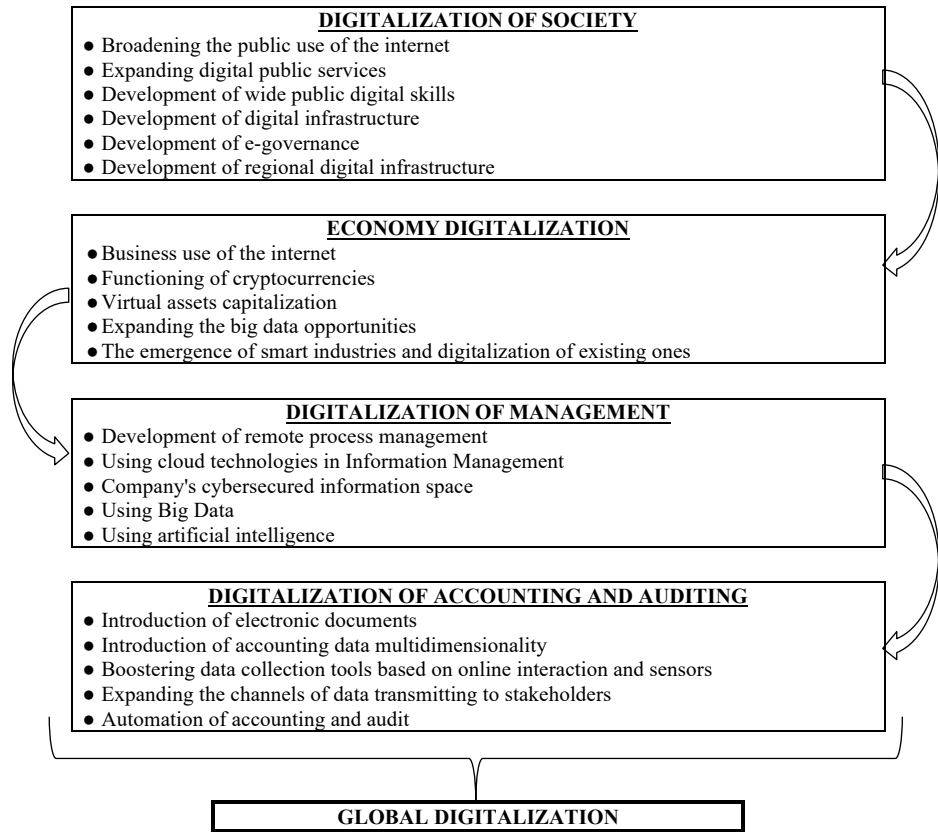 DIGITALIZATION OF SOCIETY
● Broadening the public use of the internet
● Expanding digital public services
● Development of wide public digital skills
● Development of digital infrastructure
● Development of e-governance
● Development of regional digital infrastructure
ECONOMY DIGITALIZATION
● Business use of the internet
● Functioning of cryptocurrencies
● Virtual assets capitalization
● Expanding the big data opportunities
● The emergence of smart industries and digitalization of existing ones
DIGITALIZATION OF MANAGEMENT
● Development of remote process management
● Using cloud technologies in Information Management
● Company's cybersecured information space
● Using Big Data
● Using artificial intelligence
DIGITALIZATION OF ACCOUNTING AND AUDITING
● Introduction of electronic documents
● Introduction of accounting data multidimensionality
● Boostering data collection tools based on online interaction and sensors
● Expanding the channels of data transmitting to stakeholders
● Automation of accounting and audit
GLOBAL DIGITALIZATION